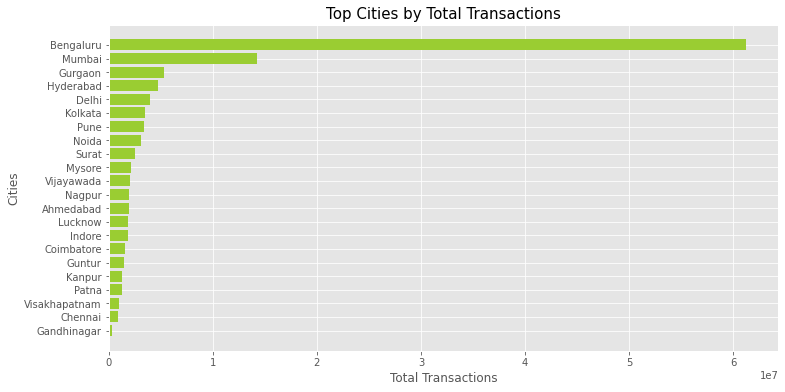 Top Cities by Total Transactions
Cities
Bengaluru
Mumbai
Gurgaon
Hyderabad
Delhi
Kolkata
Pune
Noida
Surat
Mysore
Vijayawada
Nagpur
Ahmedabad
Lucknow
Indore
Coimbatore
Guntur
Kanpur
Patna
Visakhapatnam
Chennai
Gandhinagar
0 1 2 3 4 5 6
1e7
Total Transactions